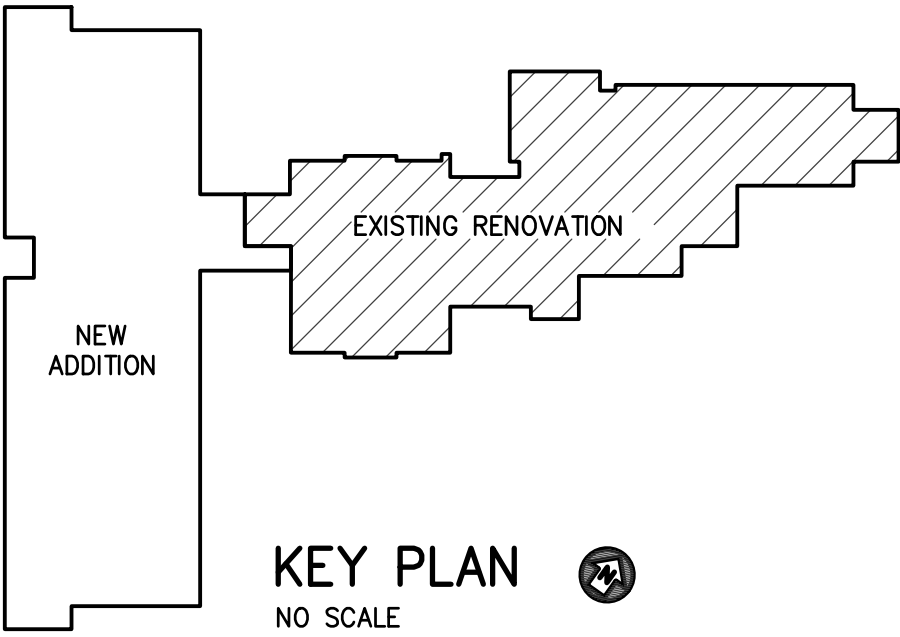 EXISTING RENOVATION
NEW
ADDITION
KEY PLAN
N
NO SCALE